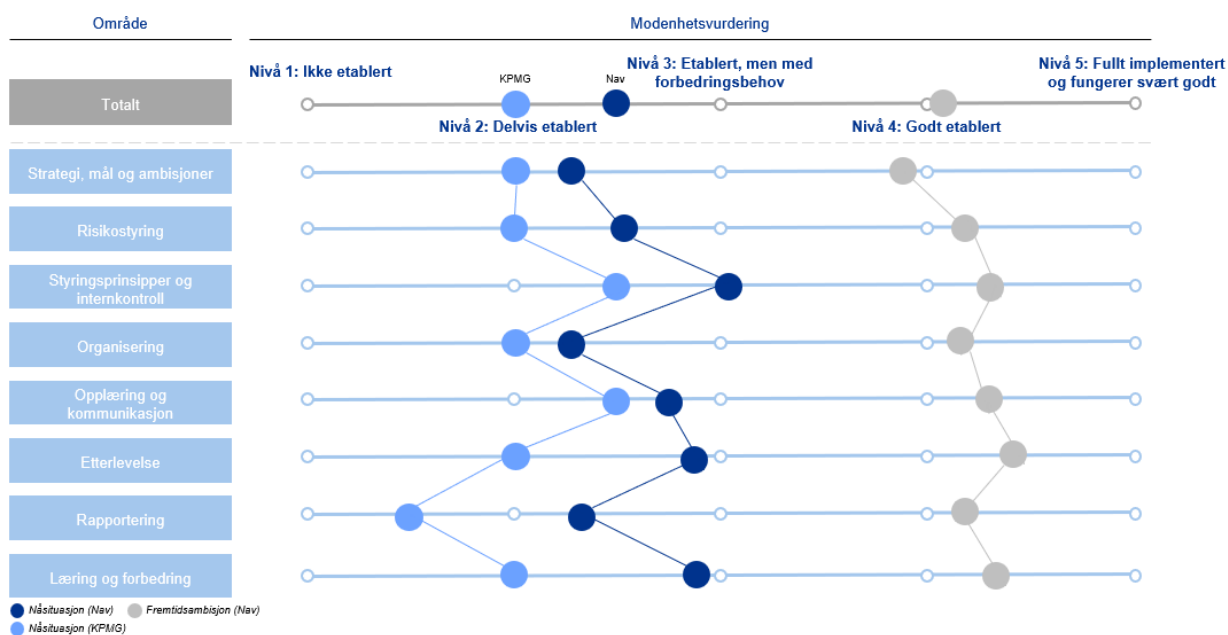 Område
Modenhetsvurdering
Nivå 1: Ikke etablert
KPMG
Nav
Nivå 3: Etablert, men med
forbedringsbehov
Nivå 5: Fullt implementert
og fungerer svært godt
Totalt
Nivå 2: Delvis etablert
Nivå 4: Godt etablert
Strategi, mål og ambisjoner
Risikostyring
Styringsprinsipper og
internkontroll
Organisering
Opplæring og
kommunikasjon
Etterlevelse
Rapportering
Læring og forbedring
Nåsituasjon (Nav)
Fremtidsambisjon (Nav)
Nåsituasjon (KPMG)